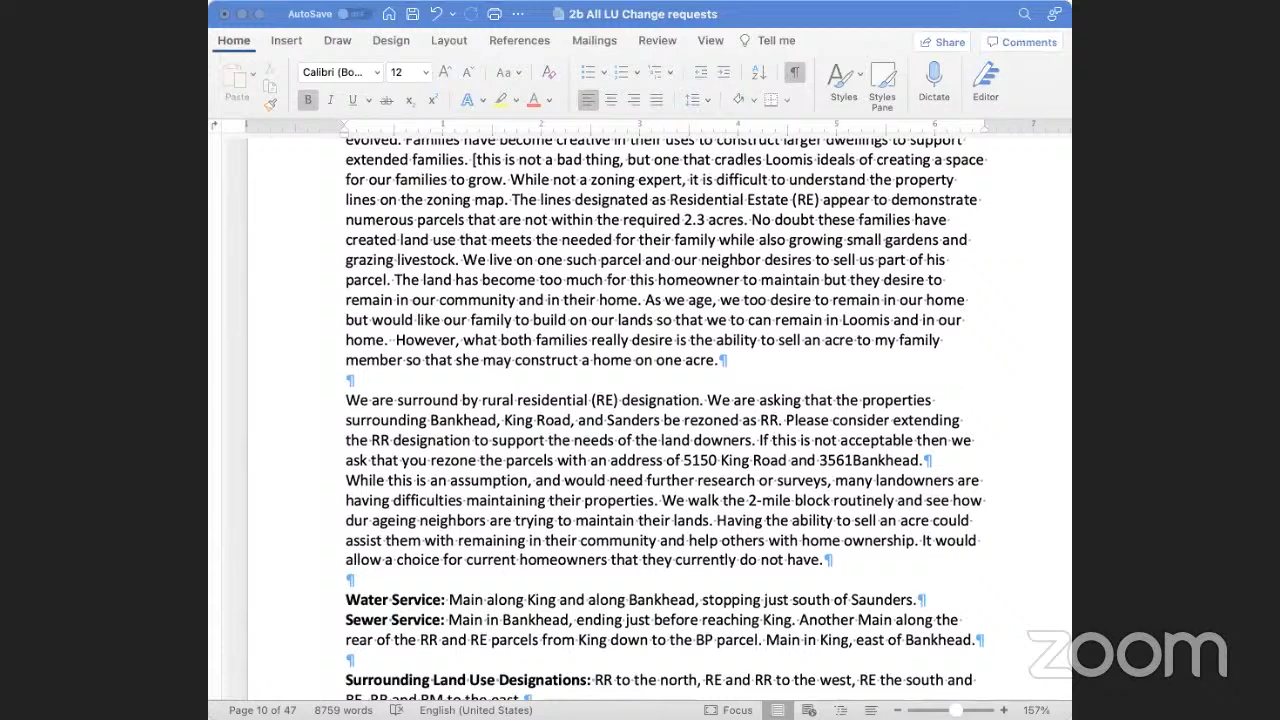 AutoSave
2b All LU Change requests
Home Insert Draw Design Layout References Mailings Review View Tell me Share Comments
Paste Calibri (Bo... 12 Aa Styles Styles Pane Dictate Editor
1 1 2 3 4 5 6 7
evolved. Families have become creative in their uses to construct larger dwellings to support
extended families. [this is not a bad thing, but one that cradles Loomis ideals of creating a space
for our families to grow. While not a zoning expert, it is difficult to understand the property
lines on the zoning map. The lines designated as Residential Estate (RE) appear to demonstrate
numerous parcels that are not within the required 2.3 acres. No doubt these families have
created land use that meets the needed for their family while also growing small gardens and
grazing livestock. We live on one such parcel and our neighbor desires to sell us part of his
parcel. The land has become too much for this homeowner to maintain but they desire to
remain in our community and in their home. As we age, we too desire to remain in our home
but would like our family to build on our lands so that we to can remain in Loomis and in our
home. However, what both families really desire is the ability to sell an acre to my family
member so that she may construct a home on one acre.¶
¶
We are surround by rural residential (RE) designation. We are asking that the properties
surrounding Bankhead, King Road, and Sanders be rezoned as RR. Please consider extending
the RR designation to support the needs of the land downers. If this is not acceptable then we
ask that you rezone the parcels with an address of 5150 King Road and 3561Bankhead.¶
While this is an assumption, and would need further research or surveys, many landowners are
having difficulties maintaining their properties. We walk the 2-mile block routinely and see how
dur ageing neighbors are trying to maintain their lands. Having the ability to sell an acre could
assist them with remaining in their community and help others with home ownership. It would
allow a choice for current homeowners that they currently do not have.¶
¶
Water Service: Main along King and along Bankhead, stopping just south of Saunders.¶
Sewer Service: Main in Bankhead, ending just before reaching King. Another Main along the
rear of the RR and RE parcels from King down to the BP parcel. Main in King, east of Bankhead.¶
¶
Surrounding Land Use Designations: RR to the north, RE and RR to the west, RE the south and
RE, RR and RM to the east.¶
Page 10 of 47 8759 words English (United States) Focus 157%
zoom